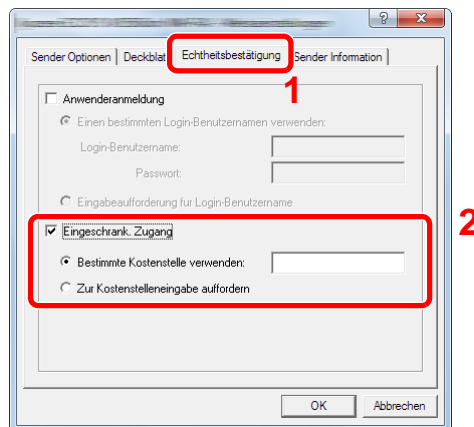 ? X
Sender Optionen Deckblat Echtheitsbestätigung Sender Information
1
Anwenderanmeldung
Einen bestimmten Login-Benutzernamen verwenden:
Login-Benutzername:
Passwort:
Eingabeaufforderung fur Login-Benutzername
2
Eingeschrank. Zugang
Bestimmte Kostenstelle verwenden:
Zur Kostenstelleneingabe auffordern
OK Abbrechen